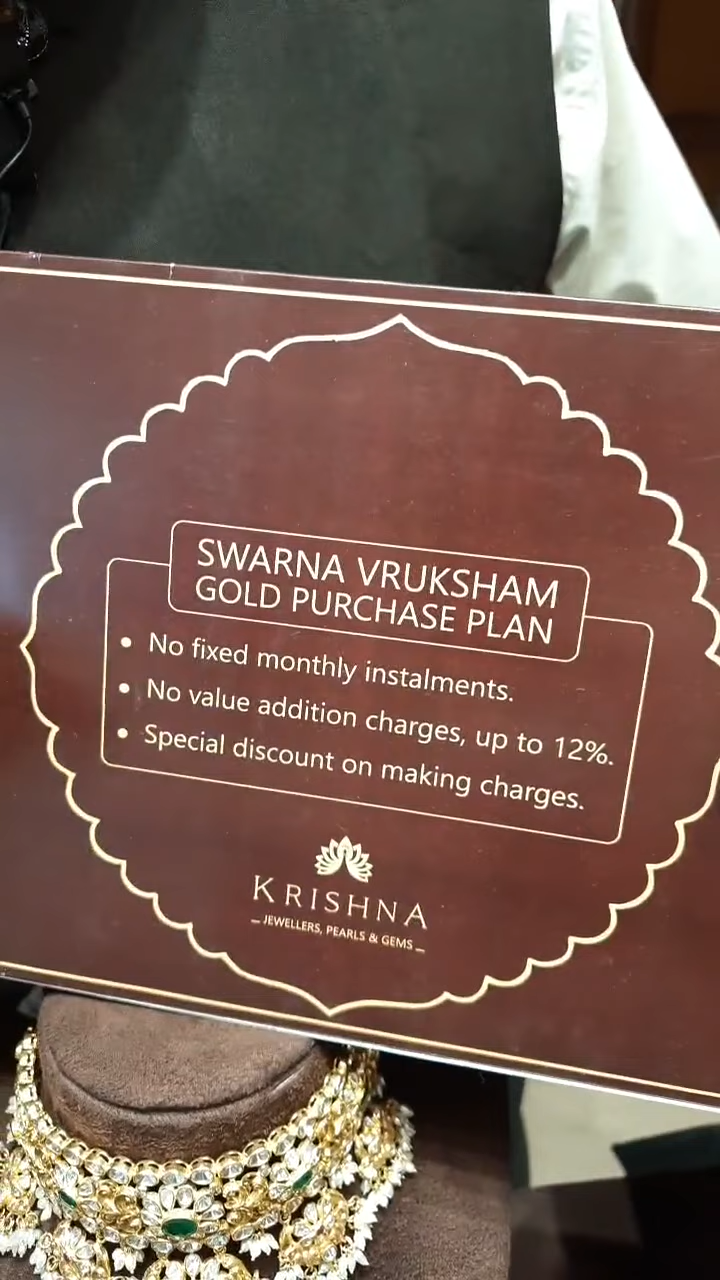 SWARNA VRUKSHAM
GOLD PURCHASE PLAN
• No fixed monthly instalments.
• No value addition charges, up to 12%.
• Special discount on making charges.
KRISHNA
— JEWELLERS, PEARLS & GEMS —